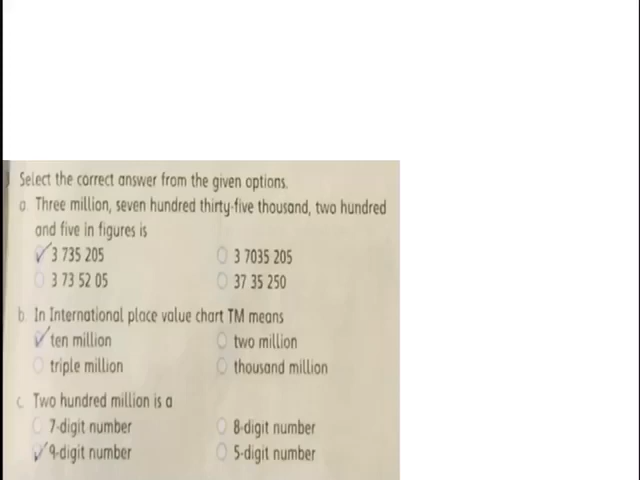 Select the correct answer from the given options.
a. Three million, seven hundred thirty-five thousand, two hundred
and five in figures is
3 735 205 3 7035 205
3 73 52 05 37 35 250
b. In International place value chart TM means
ten million two million
triple million thousand million
c. Two hundred million is a
7-digit number 8-digit number
9-digit number 5-digit number